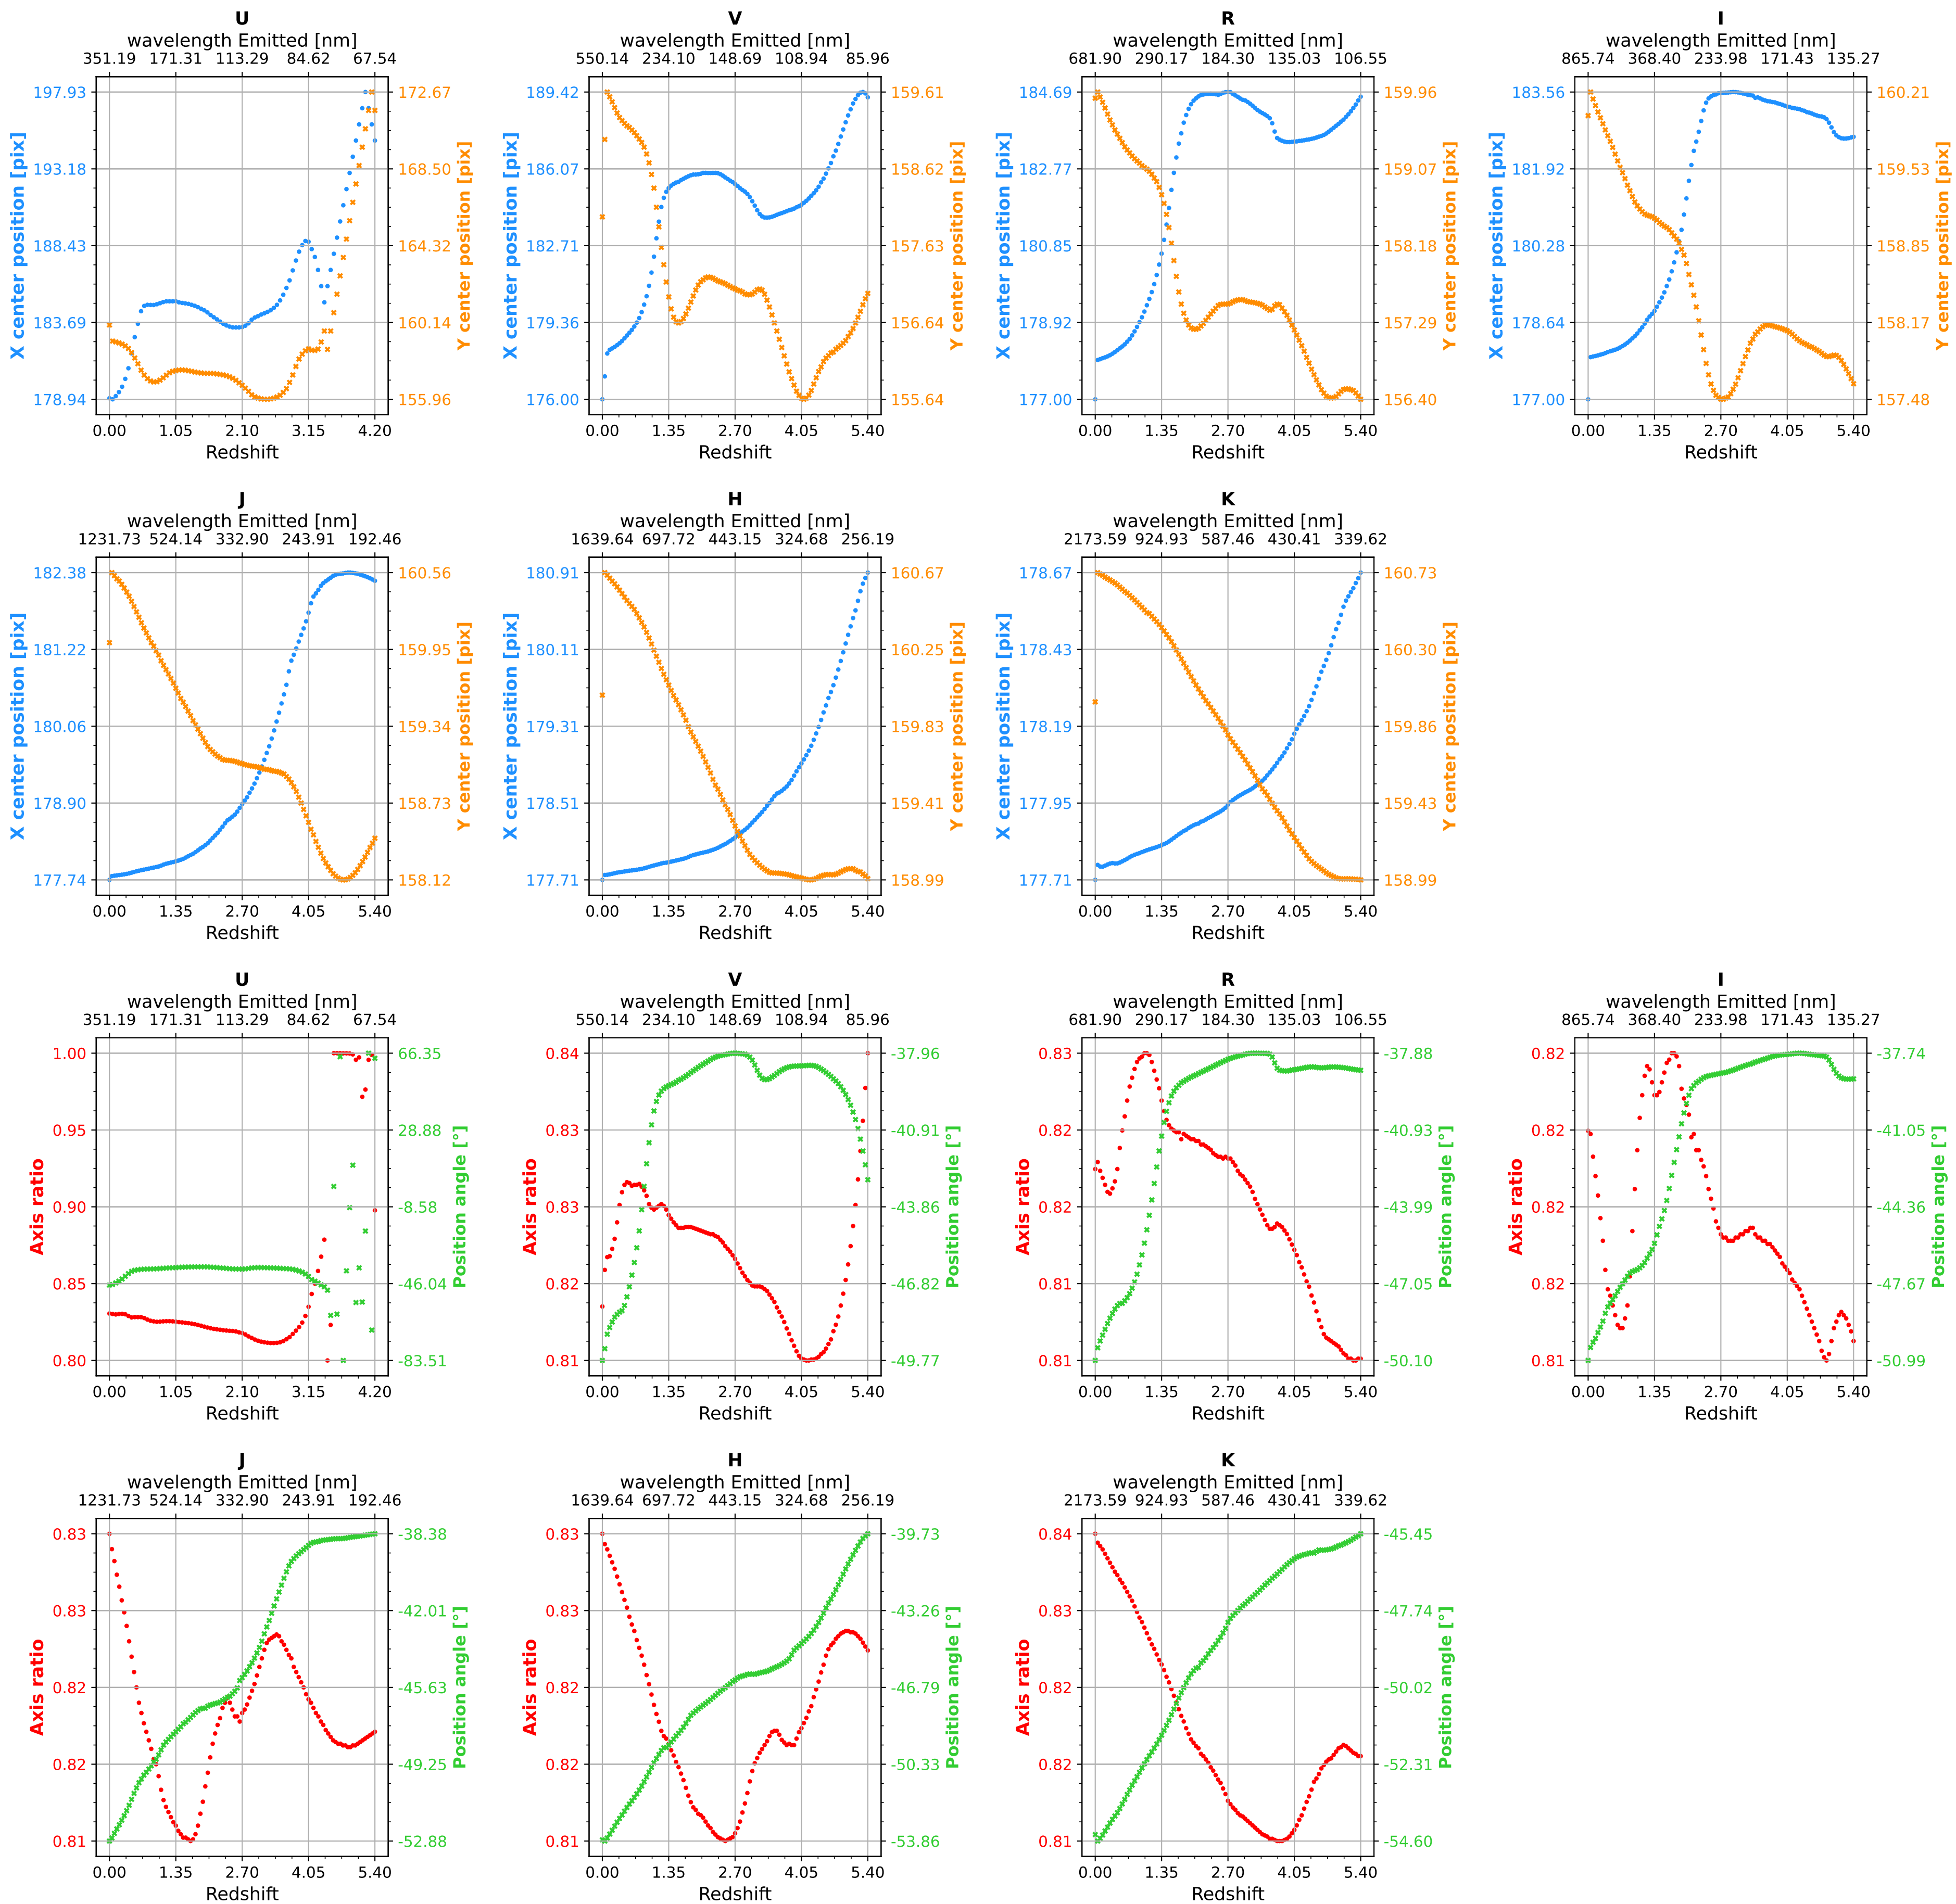 U
wavelength Emitted [nm]
351.19 171.31 113.29 84.62 67.54
197.93
193.18
188.43
183.69
178.94
X center position [pix]
172.67
168.50
164.32
160.14
155.96
Y center position [pix]
0.00 1.05 2.10 3.15 4.20
Redshift
V
wavelength Emitted [nm]
550.14 234.10 148.69 108.94 85.96
189.42
186.07
182.71
179.36
176.00
X center position [pix]
159.61
158.62
157.63
156.64
155.64
Y center position [pix]
0.00 1.35 2.70 4.05 5.40
Redshift
R
wavelength Emitted [nm]
681.90 290.17 184.30 135.03 106.55
184.69
182.77
180.85
178.92
177.00
X center position [pix]
159.96
159.07
158.18
157.29
156.40
Y center position [pix]
0.00 1.35 2.70 4.05 5.40
Redshift
I
wavelength Emitted [nm]
865.74 368.40 233.98 171.43 135.27
183.56
181.92
180.28
178.64
177.00
X center position [pix]
160.21
159.53
158.85
158.17
157.48
Y center position [pix]
0.00 1.35 2.70 4.05 5.40
Redshift
J
wavelength Emitted [nm]
1231.73 524.14 332.90 243.91 192.46
182.38
181.22
180.06
178.90
177.74
X center position [pix]
160.56
159.95
159.34
158.73
158.12
Y center position [pix]
0.00 1.35 2.70 4.05 5.40
Redshift
H
wavelength Emitted [nm]
1639.64 697.72 443.15 324.68 256.19
180.91
180.11
179.31
178.51
177.71
X center position [pix]
160.67
160.25
159.83
159.41
158.99
Y center position [pix]
0.00 1.35 2.70 4.05 5.40
Redshift
K
wavelength Emitted [nm]
2173.59 924.93 587.46 430.41 339.62
178.67
178.43
178.19
177.95
177.71
X center position [pix]
160.73
160.30
159.86
159.43
158.99
Y center position [pix]
0.00 1.35 2.70 4.05 5.40
Redshift
U
wavelength Emitted [nm]
351.19 171.31 113.29 84.62 67.54
1.00
0.95
0.90
0.85
0.80
Axis ratio
66.35
28.88
-8.58
-46.04
-83.51
Position angle [°]
0.00 1.05 2.10 3.15 4.20
Redshift
V
wavelength Emitted [nm]
550.14 234.10 148.69 108.94 85.96
0.84
0.83
0.83
0.82
0.81
Axis ratio
-37.96
-40.91
-43.86
-46.82
-49.77
Position angle [°]
0.00 1.35 2.70 4.05 5.40
Redshift
R
wavelength Emitted [nm]
681.90 290.17 184.30 135.03 106.55
0.83
0.82
0.82
0.81
0.81
Axis ratio
-37.88
-40.93
-43.99
-47.05
-50.10
Position angle [°]
0.00 1.35 2.70 4.05 5.40
Redshift
I
wavelength Emitted [nm]
865.74 368.40 233.98 171.43 135.27
0.82
0.82
0.82
0.82
0.81
Axis ratio
-37.74
-41.05
-44.36
-47.67
-50.99
Position angle [°]
0.00 1.35 2.70 4.05 5.40
Redshift
J
wavelength Emitted [nm]
1231.73 524.14 332.90 243.91 192.46
0.83
0.83
0.82
0.82
0.81
Axis ratio
-38.38
-42.01
-45.63
-49.25
-52.88
Position angle [°]
0.00 1.35 2.70 4.05 5.40
Redshift
H
wavelength Emitted [nm]
1639.64 697.72 443.15 324.68 256.19
0.83
0.83
0.82
0.82
0.81
Axis ratio
-39.73
-43.26
-46.79
-50.33
-53.86
Position angle [°]
0.00 1.35 2.70 4.05 5.40
Redshift
K
wavelength Emitted [nm]
2173.59 924.93 587.46 430.41 339.62
0.84
0.83
0.82
0.82
0.81
Axis ratio
-45.45
-47.74
-50.02
-52.31
-54.60
Position angle [°]
0.00 1.35 2.70 4.05 5.40
Redshift